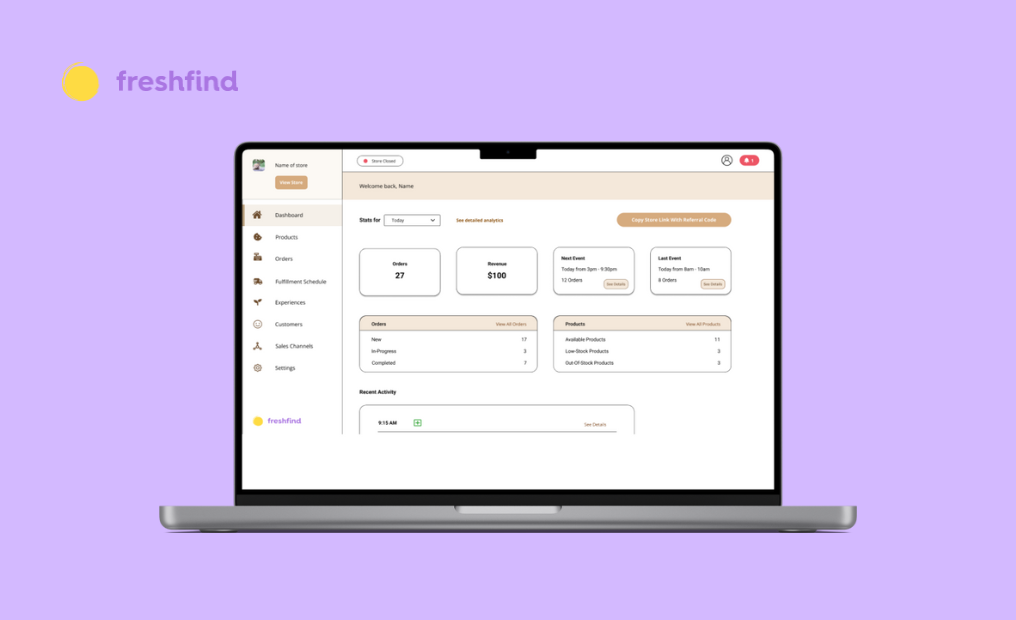 freshfind
Name of store
View Store
Dashboard
Products
Orders
Fulfillment Schedule
Experiences
Customers
Sales Channels
Settings
freshfind
Store Closed
1
Welcome back, Name
Stats for
Today
See detailed analytics
Copy Store Link With Referral Code
Orders
27
Revenue
$100
Next Event
Today from 3pm - 9:30pm
12 Orders
See Details
Last Event
Today from 8am - 10am
8 Orders
See Details
Orders View All Orders
New 17
In-Progress 3
Completed 7
Products View All Products
Available Products 11
Low-Stock Products 3
Out-Of-Stock Products 3
Recent Activity
9:15 AM See Details